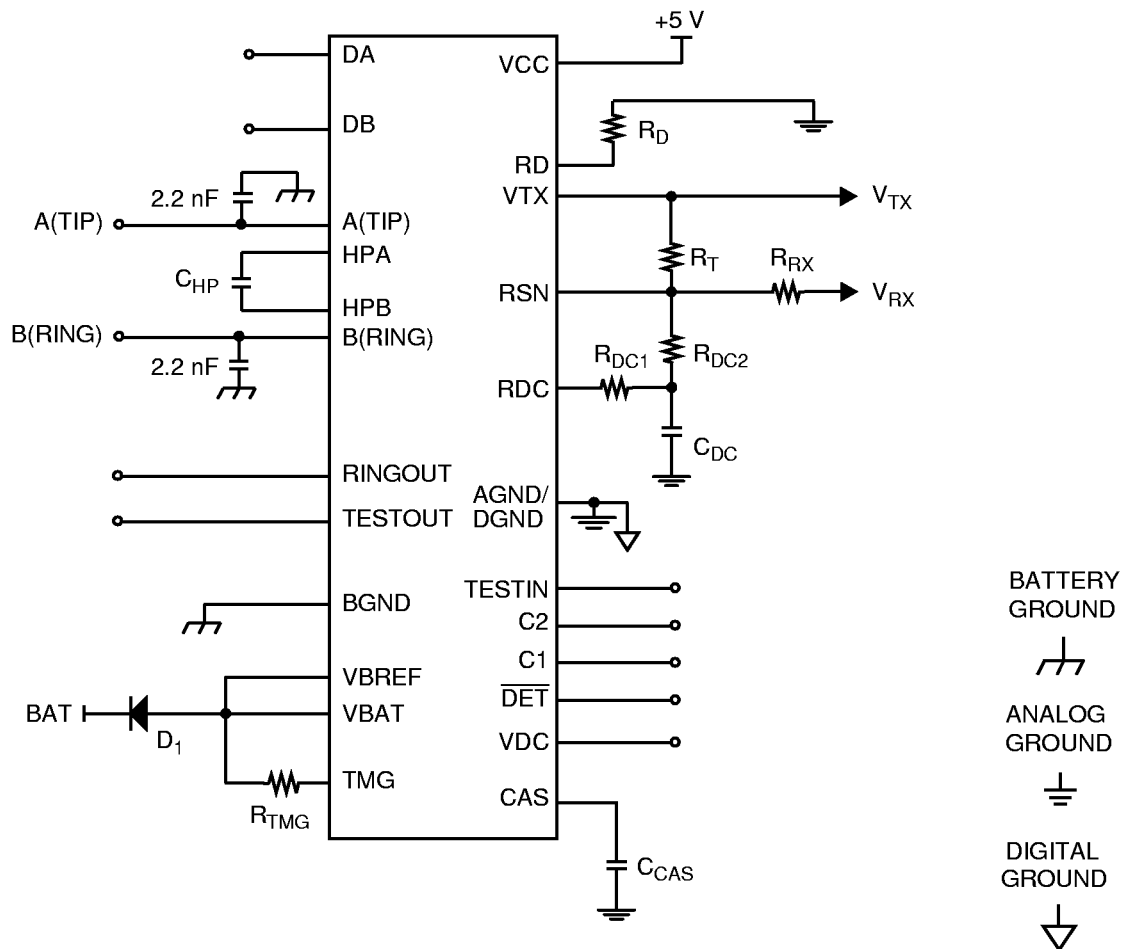 +5 V
DA
VCC
DB
R_D
RD
2.2 nF
VTX
V_TX
A(TIP)
A(TIP)
HPA
R_T
R_RX
C_HP
RSN
V_RX
HPB
B(RING)
B(RING)
2.2 nF
R_DC1
R_DC2
RDC
C_DC
RINGOUT
AGND/
DGND
TESTOUT
TESTIN
BGND
C2
C1
VBREF
DET
BAT
VBAT
D_1
VDC
TMG
CAS
R_TMG
C_CAS
BATTERY
GROUND
ANALOG
GROUND
DIGITAL
GROUND